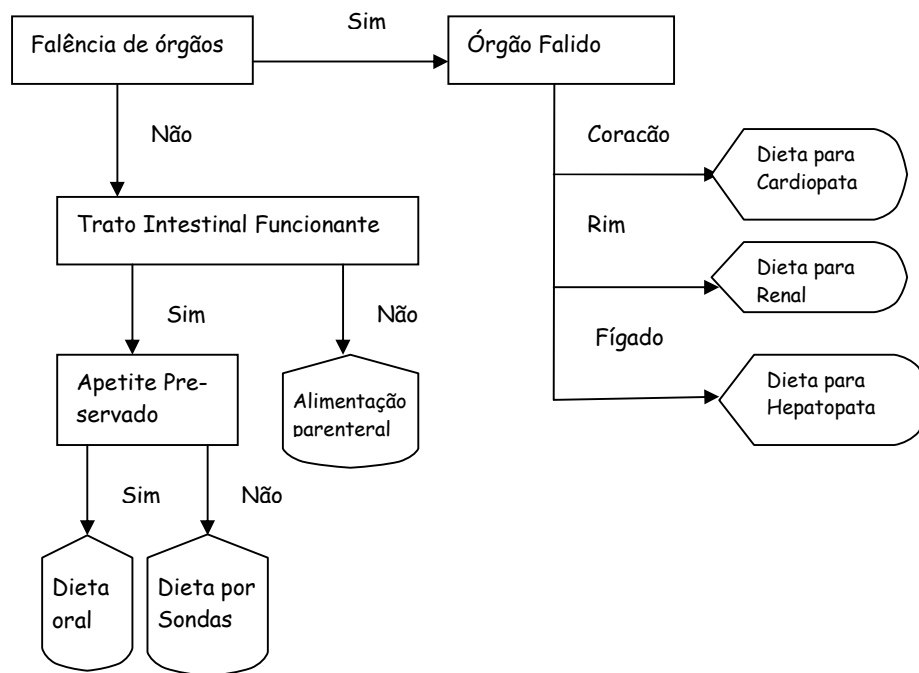 Sim
Falência de órgãos
Órgão Falido
Não
Coracão
Dieta para
Cardiopata
Trato Intestinal Funcionante
Rim
Dieta para
Renal
Sim
Não
Fígado
Apetite Pre-
servado
Alimentação
parenteral
Dieta para
Hepatopata
Sim
Não
Dieta
oral
Dieta por
Sondas